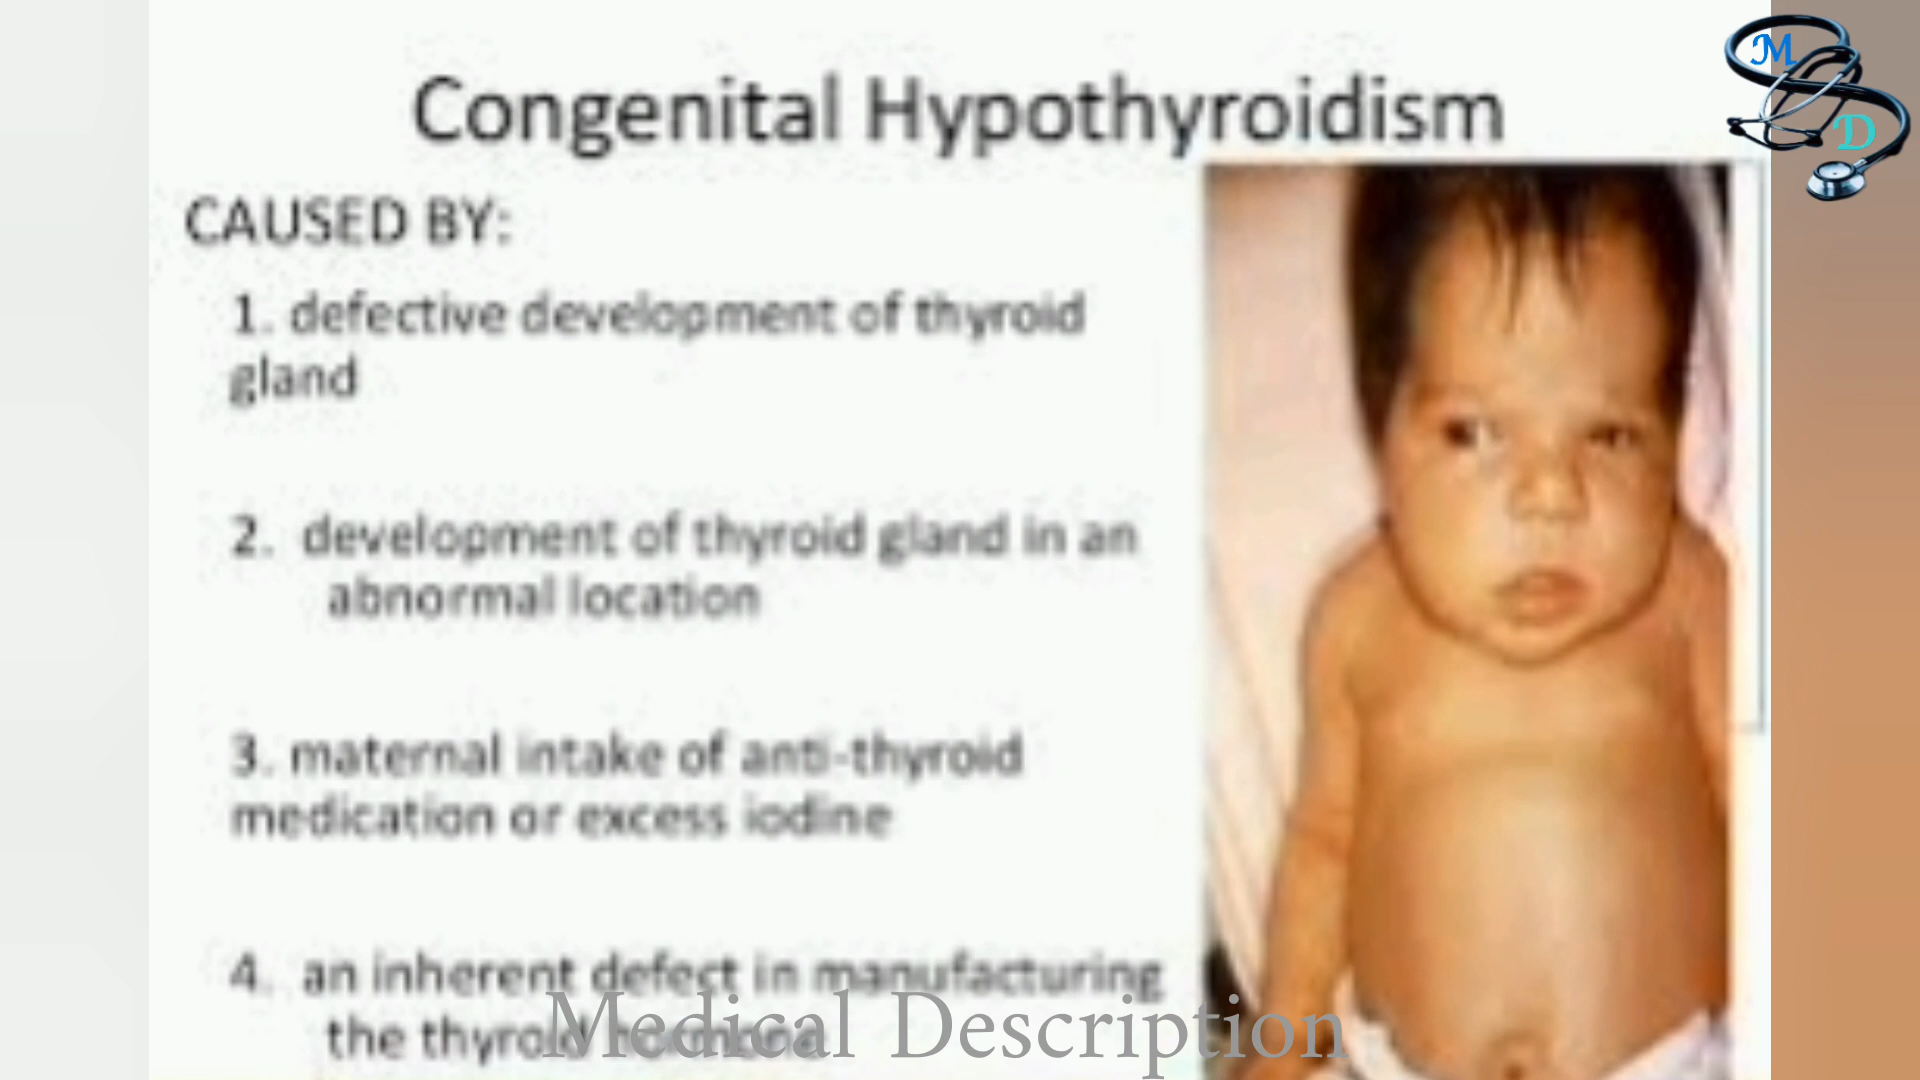 Congenital Hypothyroidism
CAUSED BY:
1. defective development of thyroid
gland
2. development of thyroid gland in an
abnormal location
3. maternal intake of anti-thyroid
medication or excess iodine
4. an inherent defect in manufacturing
the thyroid hormone
Medical Description
M
D